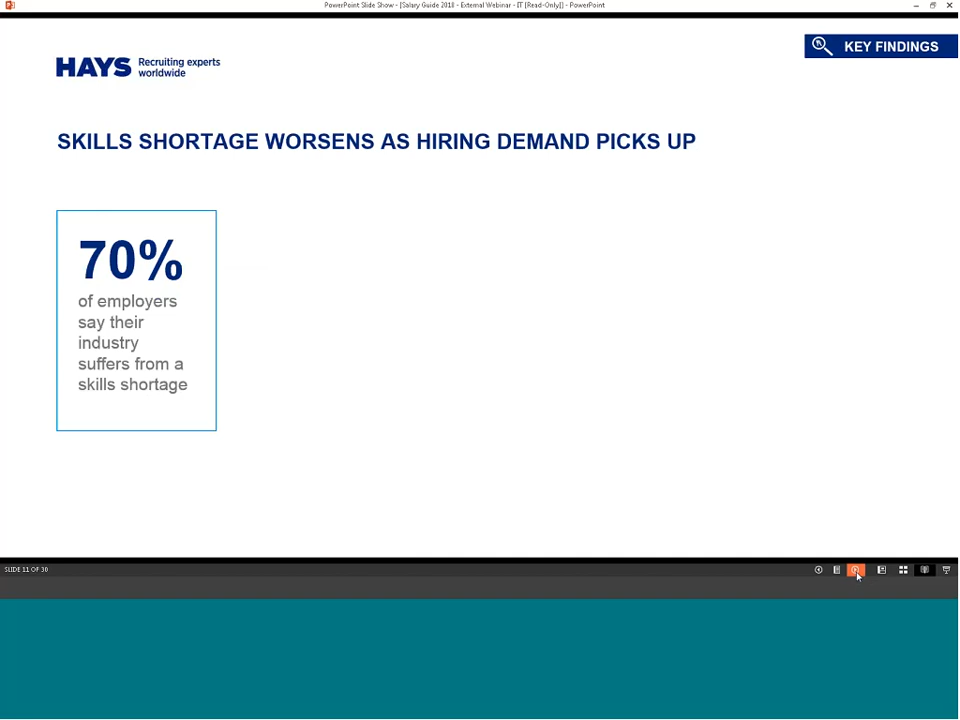 PowerPoint Slide Show - [Salary Guide 2018 - External Webinar - IT [Read-Only]] - PowerPoint
KEY FINDINGS
HAYS Recruiting experts
worldwide
SKILLS SHORTAGE WORSENS AS HIRING DEMAND PICKS UP
70%
of employers
say their
industry
suffers from a
skills shortage
SLIDE 11 OF 30